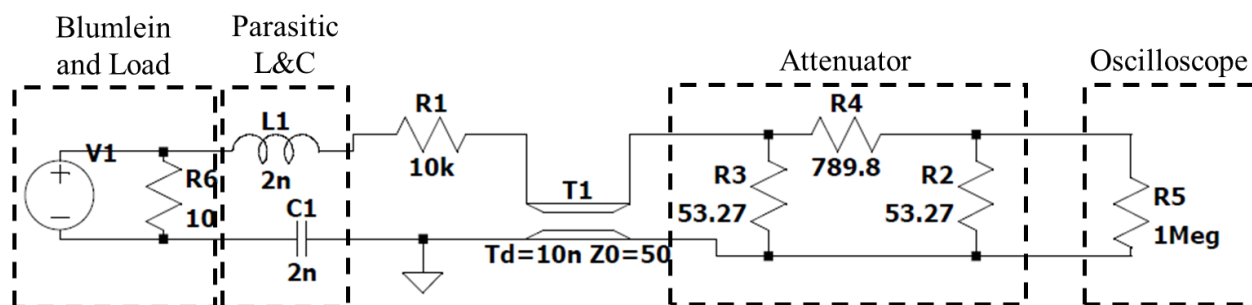 Blumlein
and Load
Parasitic
L&C
Attenuator
Oscilloscope
V1
R6
10
L1
2n
C1
2n
R1
10k
T1
Td=10n Z0=50
R3
53.27
R4
789.8
R2
53.27
R5
1Meg